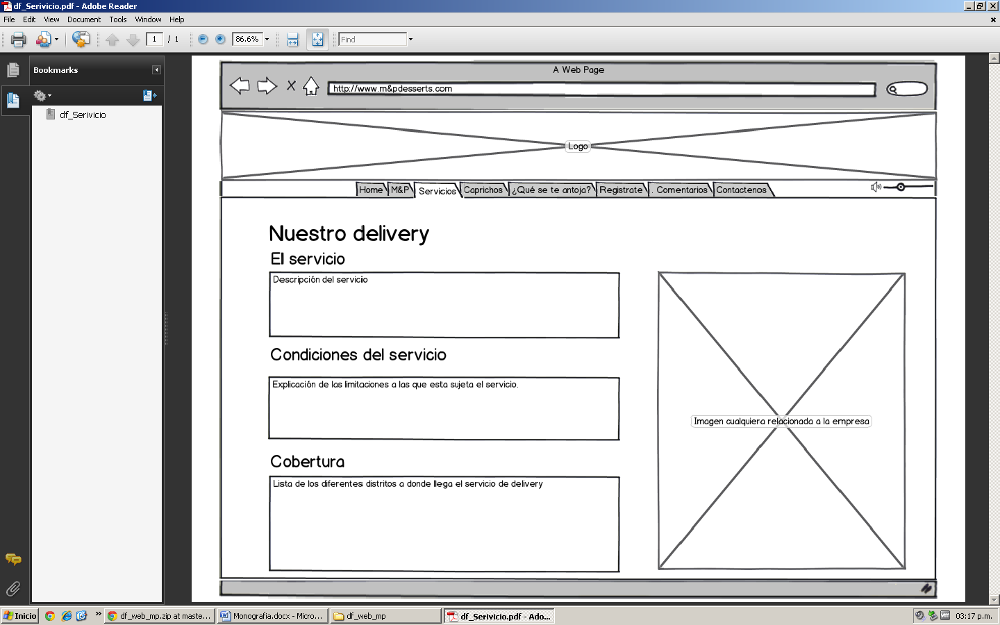 df_Serivicio.pdf - Adobe Reader
File Edit View Document Tools Window Help
1 / 1 86.6% Find
Bookmarks
df_Serivicio
A Web Page
http://www.m&pdesserts.com
Logo
Home M&P Servicios Caprichos ¿Qué se te antoja? Registrate . Comentarios Contactenos
Nuestro delivery
El servicio
Descripción del servicio
Condiciones del servicio
Explicación de las limitaciones a las que esta sujeta el servicio.
Imagen cualquiera relacionada a la empresa
Cobertura
Lista de los diferentes distritos a donde llega el servicio de delivery
Inicio » df_web_mp.zip at maste... Monografia.docx - Micro... df_web_mp df_Serivicio.pdf - Ado... vm 03:17 p.m.